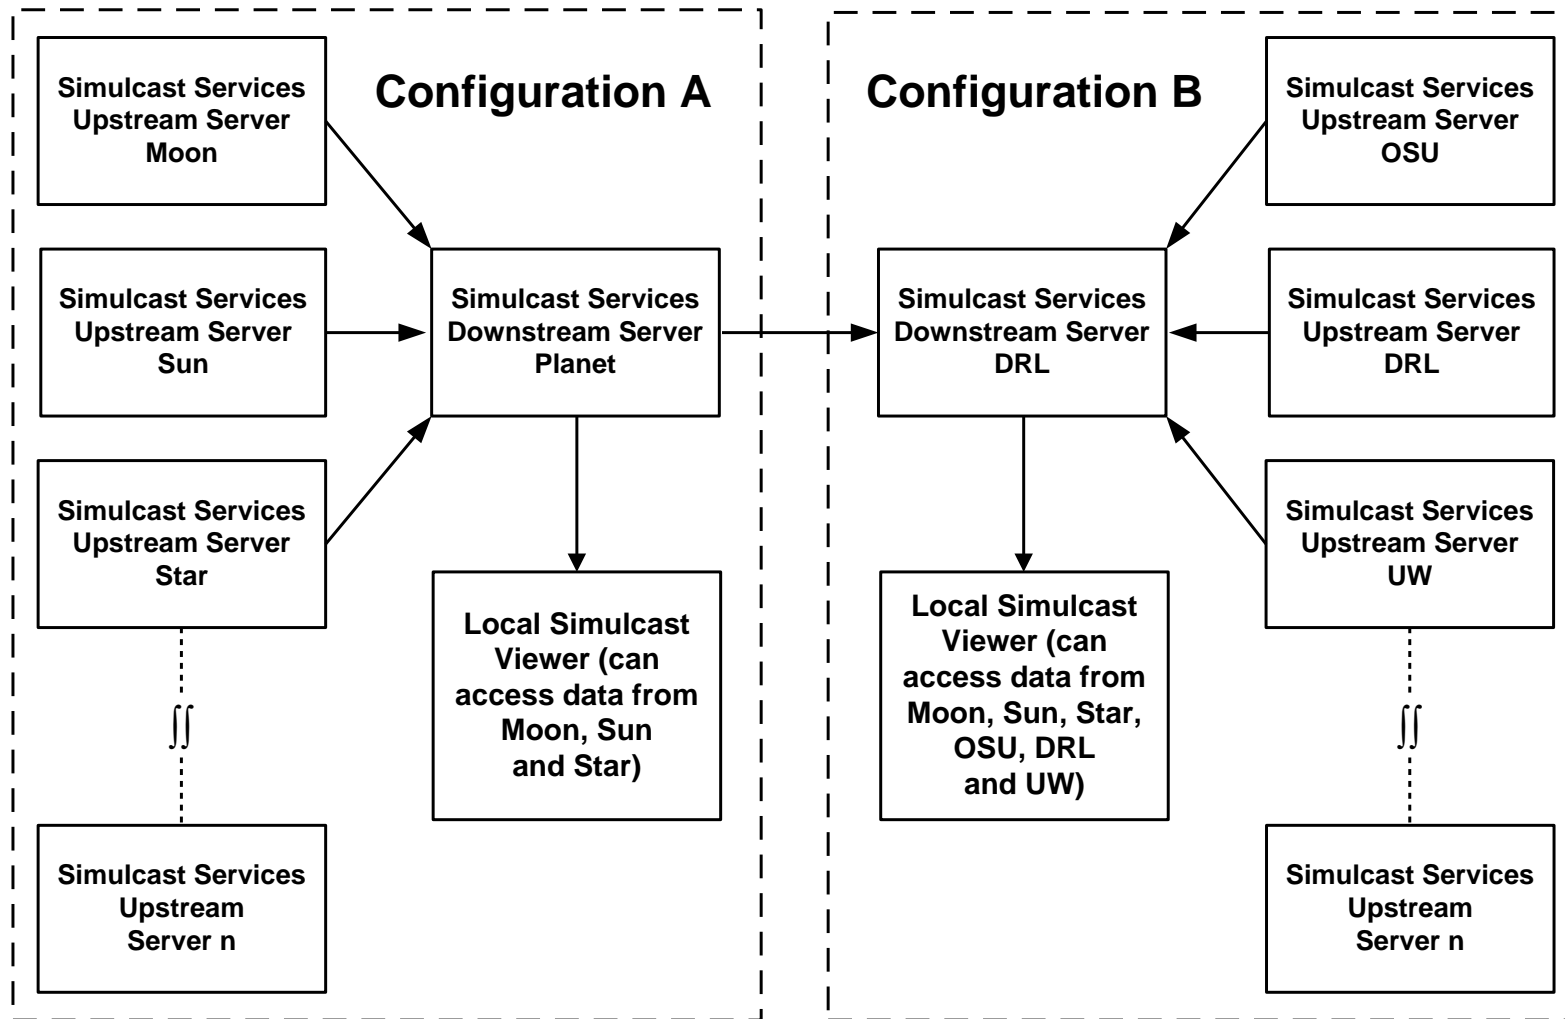 Configuration A
Simulcast Services
Upstream Server
Moon
Simulcast Services
Upstream Server
Sun
Simulcast Services
Upstream Server
Star
∫∫
Simulcast Services
Upstream
Server n
Simulcast Services
Downstream Server
Planet
Local Simulcast
Viewer (can
access data from
Moon, Sun
and Star)
Configuration B
Simulcast Services
Downstream Server
DRL
Local Simulcast
Viewer (can
access data from
Moon, Sun, Star,
OSU, DRL
and UW)
Simulcast Services
Upstream Server
OSU
Simulcast Services
Upstream Server
DRL
Simulcast Services
Upstream Server
UW
∫∫
Simulcast Services
Upstream
Server n